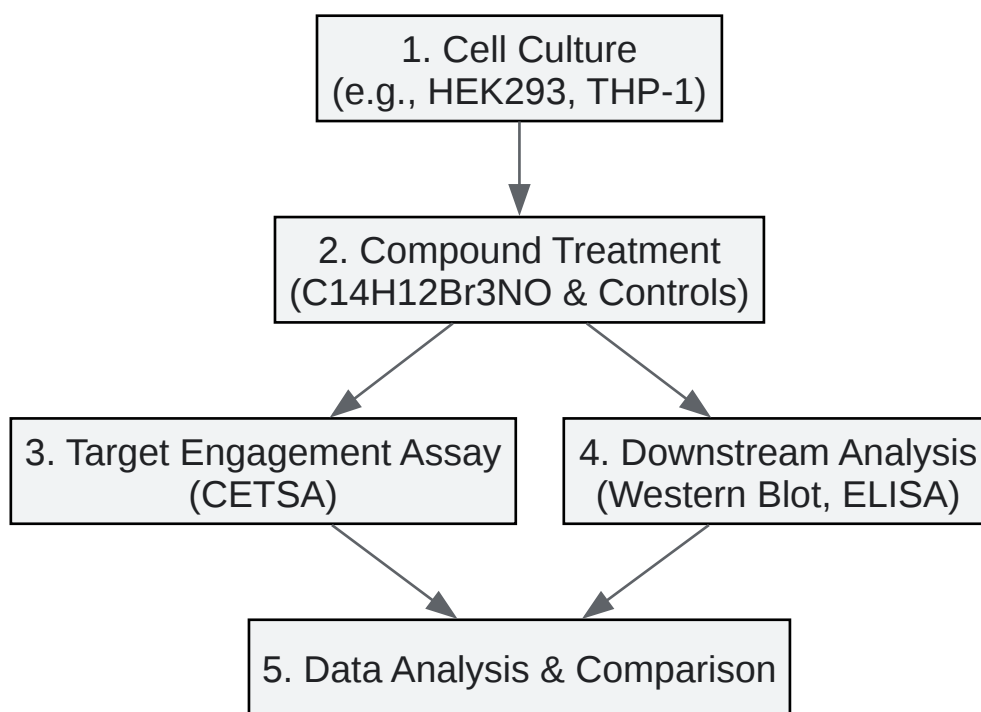 1. Cell Culture
(e.g., HEK293, THP-1)
2. Compound Treatment
(C14H12Br3NO & Controls)
3. Target Engagement Assay
(CETSA)
4. Downstream Analysis
(Western Blot, ELISA)
5. Data Analysis & Comparison